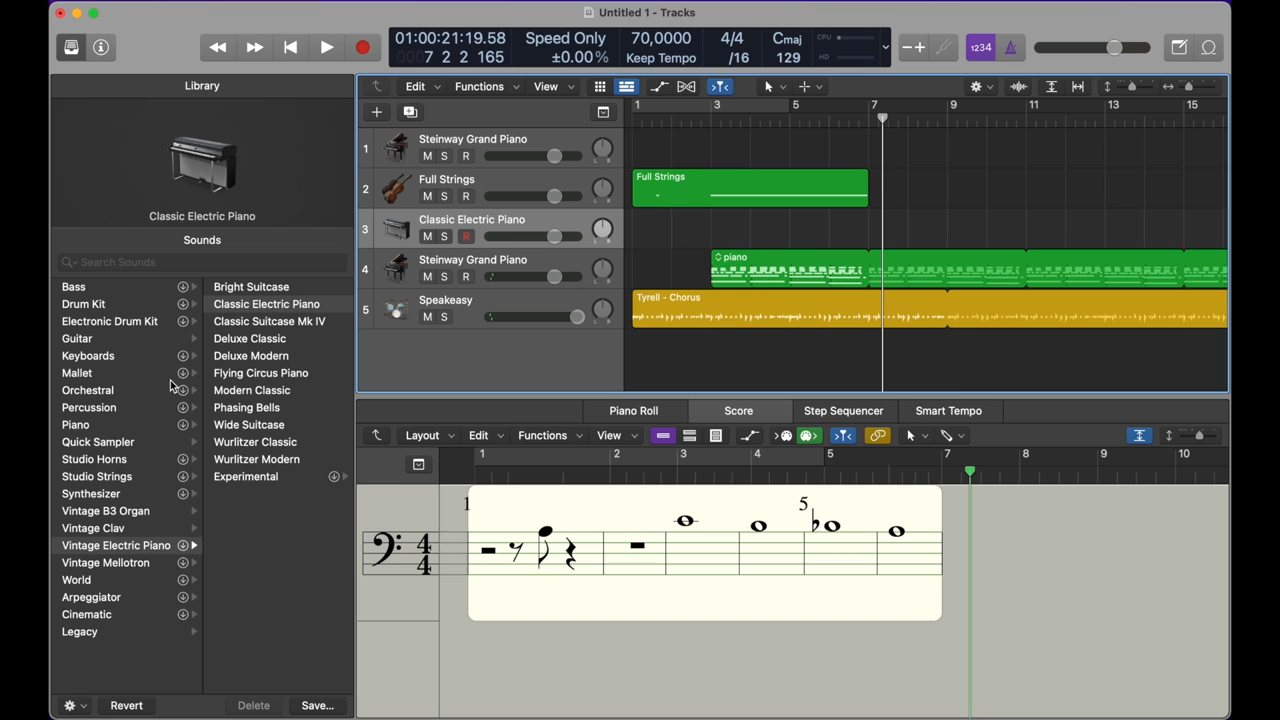 Untitled 1 - Tracks
01:00:21:19.58
0007 2 2 165
Speed Only
±0.00%
70,0000
Keep Tempo
4/4
/16
Cmaj
129
CPU
HD
1234
Library
Classic Electric Piano
Sounds
Search Sounds
Bass
Drum Kit
Electronic Drum Kit
Guitar
Keyboards
Mallet
Orchestral
Percussion
Piano
Quick Sampler
Studio Horns
Studio Strings
Synthesizer
Vintage B3 Organ
Vintage Clav
Vintage Electric Piano
Vintage Mellotron
World
Arpeggiator
Cinematic
Legacy
Bright Suitcase
Classic Electric Piano
Classic Suitcase Mk IV
Deluxe Classic
Deluxe Modern
Flying Circus Piano
Modern Classic
Phasing Bells
Wide Suitcase
Wurlitzer Classic
Wurlitzer Modern
Experimental
Revert
Delete
Save...
Edit
Functions
View
1 3 5 7 9 11 13 15
1
Steinway Grand Piano
M S R
L R
2
Full Strings
M S R
L R
3
Classic Electric Piano
M S R
L R
4
Steinway Grand Piano
M S R
L R
5
Speakeasy
M S
L R
Full Strings
piano
Tyrell - Chorus
Piano Roll
Score
Step Sequencer
Smart Tempo
Layout
Edit
Functions
View
1 2 3 4 5 7 8 9 10
1
5
4
4